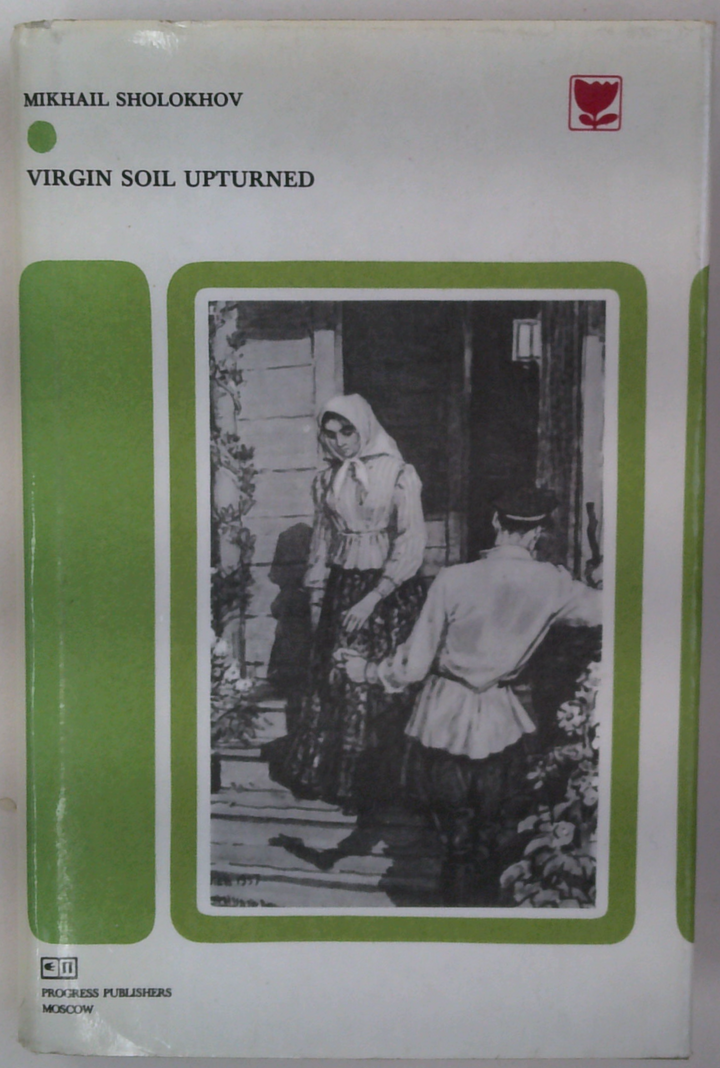 MIKHAIL SHOLOKHOV
VIRGIN SOIL UPTURNED
PROGRESS PUBLISHERS
MOSCOW